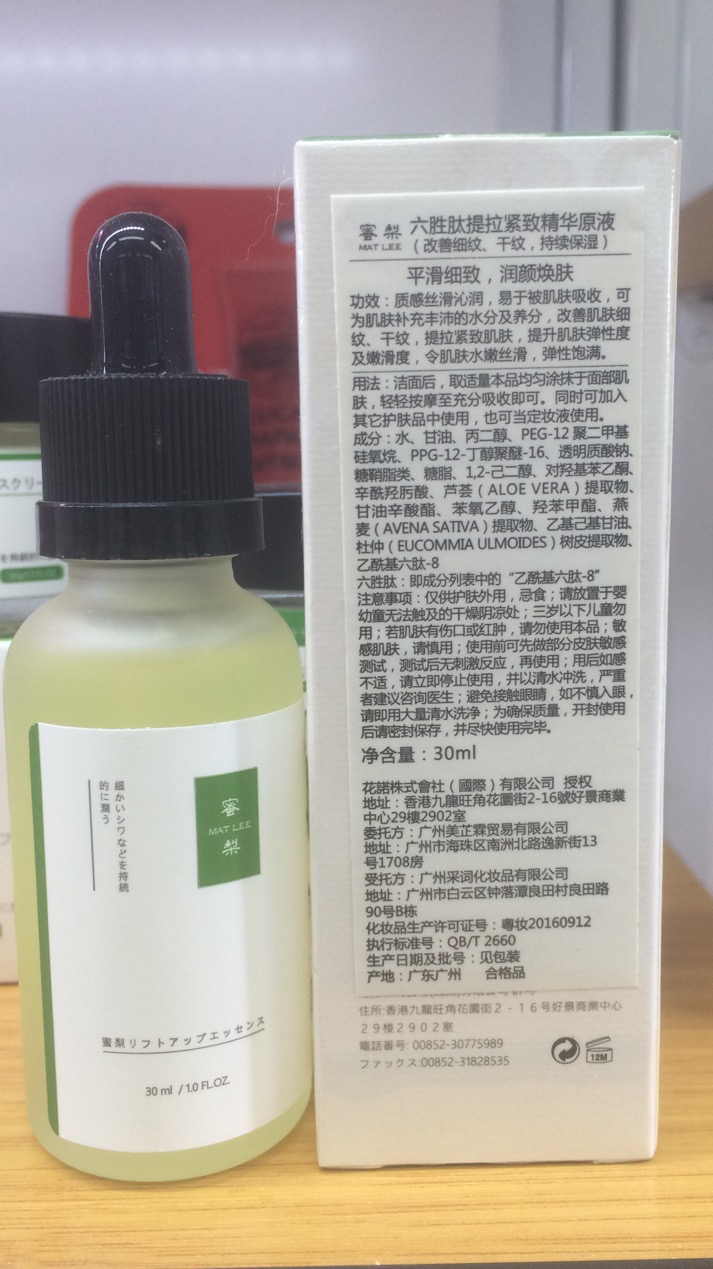 スクリー
細かいシワなどを持続
的に潤う
蜜
MAT LEE
梨
蜜梨リフトアップエッセンス
30 ml / 1.0 FL.OZ.
蜜梨 六胜肽提拉紧致精华原液
MAT LEE（改善细纹、干纹，持续保湿）
平滑细致，润颜焕肤
功效：质感丝滑沁润，易于被肌肤吸收，可
为肌肤补充丰沛的水分及养分，改善肌肤细
纹、干纹，提拉紧致肌肤，提升肌肤弹性度
及嫩滑度，令肌肤水嫩丝滑，弹性饱满。
用法：洁面后，取适量本品均匀涂抹于面部肌
肤，轻轻按摩至充分吸收即可。同时可加入
其它护肤品中使用，也可当定妆液使用。
成分：水、甘油、丙二醇、PEG-12 聚二甲基
硅氧烷、PPG-12-丁醇聚醚-16、透明质酸钠、
糖鞘脂类、糖脂、1,2-己二醇、对羟基苯乙酮、
辛酰羟肟酸、芦荟（ALOE VERA）提取物、
甘油辛酸酯、苯氧乙醇、羟苯甲酯、燕
麦（AVENA SATIVA）提取物、乙基己基甘油、
杜仲（EUCOMMIA ULMOIDES）树皮提取物、
乙酰基六肽-8
六胜肽：即成分列表中的“乙酰基六肽-8”
注意事项：仅供护肤外用，忌食；请放置于婴
幼童无法触及的干燥阴凉处；三岁以下儿童勿
用；若肌肤有伤口或红肿，请勿使用本品；敏
感肌肤，请慎用；使用前可先做部分皮肤敏感
测试，测试后无刺激反应，再使用；用后如感
不适，请立即停止使用，并以清水冲洗，严重
者建议咨询医生；避免接触眼睛，如不慎入眼，
请即用大量清水洗净；为确保质量，开封使用
后请密封保存，并尽快使用完毕。
净含量：30ml
花諾株式會社（國際）有限公司 授权
地址：香港九龍旺角花園街2-16號好景商業
中心29樓2902室
委托方：广州美芷霖贸易有限公司
地址：广州市海珠区南洲北路逸新街13
号1708房
受托方：广州采词化妆品有限公司
地址：广州市白云区钟落潭良田村良田路
90号B栋
化妆品生产许可证号：粤妆20160912
执行标准号：QB/T 2660
生产日期及批号：见包装
产地：广东广州 合格品
住所:香港九龍旺角花園街2-16号好景商業中心
29楼2902室
電話番号: 00852-30775989
ファックス:00852-31828535
12M